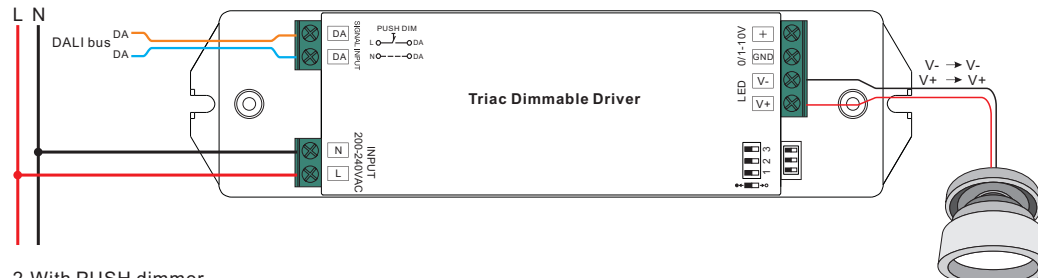 L N
DALI bus
DA
DA
DA
DA
SIGNAL INPUT
PUSH DIM
L DA
N DA
Triac Dimmable Driver
0/1-10V
+
GND
LED
V-
V+
V- → V-
V+ → V+
N
L
INPUT
200-240VAC
1 2 3
2.With PUSH dimmer